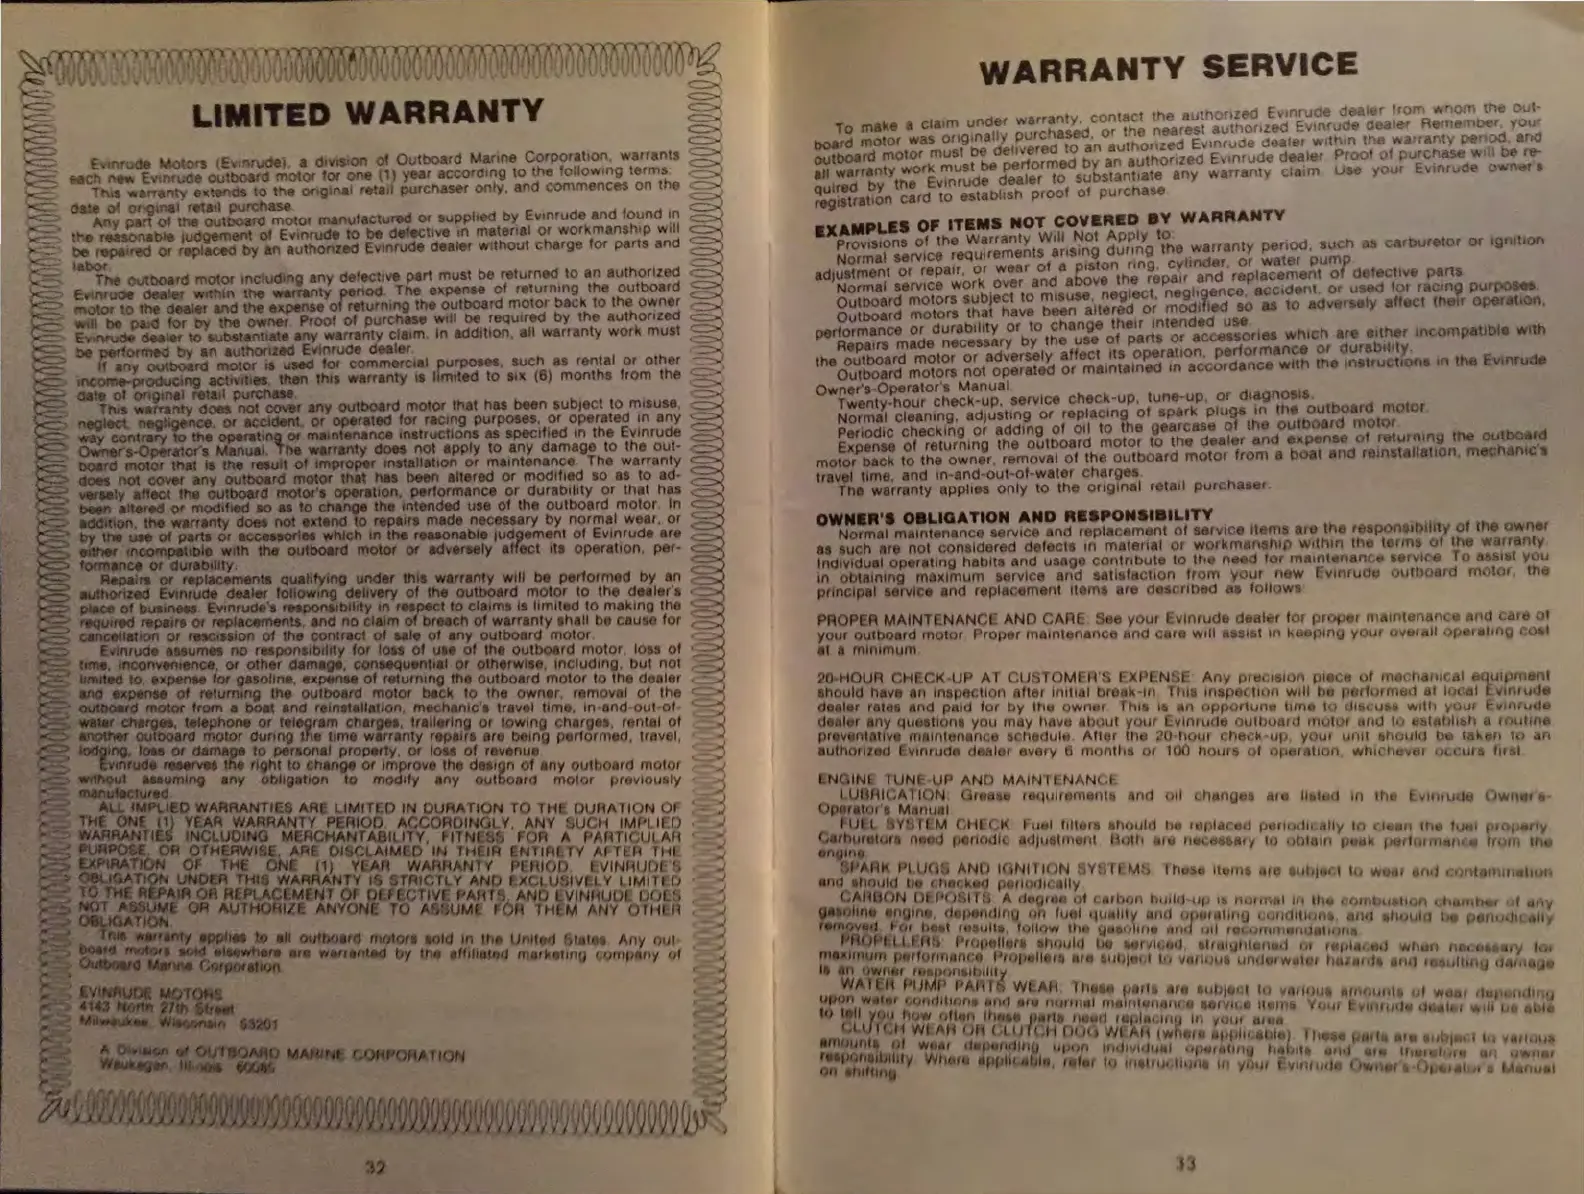 LIMITED WARRANTY
Evinrude Motors (Evinrude), a division of Outboard Marine Corporation, warrants
each new Evinrude outboard motor for one (1) year according to the following terms:
This warranty extends to the original retail purchaser only, and commences on the
date of original retail purchase.
Any part of the outboard motor manufactured or supplied by Evinrude and found in
the reasonable judgement of Evinrude to be defective in material or workmanship will
be repaired or replaced by an authorized Evinrude dealer without charge for parts and
labor.
The outboard motor including any defective part must be returned to an authorized
Evinrude dealer within the warranty period. The expense of returning the outboard
motor to the dealer and the expense of returning the outboard motor back to the owner
will be paid for by the owner. Proof of purchase will be required by the authorized
Evinrude dealer to substantiate any warranty claim. In addition, all warranty work must
be performed by an authorized Evinrude dealer.
If any outboard motor is used for commercial purposes, such as rental or other
income-producing activities, then this warranty is limited to six (6) months from the
date of original retail purchase.
This warranty does not cover any outboard motor that has been subject to misuse,
neglect, negligence, or accident, or operated for racing purposes, or operated in any
way contrary to the operating or maintenance instructions as specified in the Evinrude
Owner's-Operator's Manual. The warranty does not apply to any damage to the out-
board motor that is the result of improper installation or maintenance. The warranty
does not cover any outboard motor that has been altered or modified so as to ad-
versely affect the outboard motor's operation, performance or durability or that has
been altered or modified so as to change the intended use of the outboard motor. In
addition, the warranty does not extend to repairs made necessary by normal wear, or
by the use of parts or accessories which in the reasonable judgement of Evinrude are
either incompatible with the outboard motor or adversely affect its operation, per-
formance or durability.
Repairs or replacements qualifying under this warranty will be performed by an
authorized Evinrude dealer following delivery of the outboard motor to the dealer's
place of business. Evinrude's responsibility in respect to claims is limited to making the
required repairs or replacements, and no claim of breach of warranty shall be cause for
cancellation or rescission of the contract of sale of any outboard motor.
Evinrude assumes no responsibility for loss of use of the outboard motor, loss of
time, inconvenience, or other damage, consequential or otherwise, including, but not
limited to, expense for gasoline, expense of returning the outboard motor to the dealer
and expense of returning the outboard motor back to the owner, removal of the
outboard motor from a boat and reinstallation, mechanic's travel time, in-and-out-of-
water charges, telephone or telegram charges, trailering or towing charges, rental of
another outboard motor during the time warranty repairs are being performed, travel,
lodging, loss or damage to personal property, or loss of revenue.
Evinrude reserves the right to change or improve the design of any outboard motor
without assuming any obligation to modify any outboard motor previously
manufactured.
ALL IMPLIED WARRANTIES ARE LIMITED IN DURATION TO THE DURATION OF
THE ONE (1) YEAR WARRANTY PERIOD. ACCORDINGLY, ANY SUCH IMPLIED
WARRANTIES INCLUDING MERCHANTABILITY, FITNESS FOR A PARTICULAR
PURPOSE, OR OTHERWISE, ARE DISCLAIMED IN THEIR ENTIRETY AFTER THE
EXPIRATION OF THE ONE (1) YEAR WARRANTY PERIOD. EVINRUDE'S
OBLIGATION UNDER THIS WARRANTY IS STRICTLY AND EXCLUSIVELY LIMITED
TO THE REPAIR OR REPLACEMENT OF DEFECTIVE PARTS, AND EVINRUDE DOES
NOT ASSUME OR AUTHORIZE ANYONE TO ASSUME FOR THEM ANY OTHER
OBLIGATION.
This warranty applies to all outboard motors sold in the United States. Any out-
board motors sold elsewhere are warranted by the affiliated marketing company of
Outboard Marine Corporation.
EVINRUDE MOTORS
4143 North 27th Street
Milwaukee, Wisconsin 53201
A Division of OUTBOARD MARINE CORPORATION
Waukegan, Illinois 60085
32
WARRANTY SERVICE
To make a claim under warranty, contact the authorized Evinrude dealer from whom the out-
board motor was originally purchased, or the nearest authorized Evinrude dealer. Remember, your
outboard motor must be delivered to an authorized Evinrude dealer within the warranty period, and
all warranty work must be performed by an authorized Evinrude dealer. Proof of purchase will be re-
quired by the Evinrude dealer to substantiate any warranty claim. Use your Evinrude owner's
registration card to establish proof of purchase.
EXAMPLES OF ITEMS NOT COVERED BY WARRANTY
Provisions of the Warranty Will Not Apply to:
Normal service requirements arising during the warranty period, such as carburetor or ignition
adjustment or repair, or wear of a piston ring, cylinder, or water pump.
Normal service work over and above the repair and replacement of defective parts.
Outboard motors subject to misuse, neglect, negligence, accident, or used for racing purposes.
Outboard motors that have been altered or modified so as to adversely affect their operation,
performance or durability or to change their intended use.
Repairs made necessary by the use of parts or accessories which are either incompatible with
the outboard motor or adversely affect its operation, performance or durability.
Outboard motors not operated or maintained in accordance with the instructions in the Evinrude
Owner's-Operator's Manual.
Twenty-hour check-up, service check-up, tune-up, or diagnosis.
Normal cleaning, adjusting or replacing of spark plugs in the outboard motor.
Periodic checking or adding of oil to the gearcase of the outboard motor.
Expense of returning the outboard motor to the dealer and expense of returning the outboard
motor back to the owner, removal of the outboard motor from a boat and reinstallation, mechanic's
travel time, and in-and-out-of-water charges.
The warranty applies only to the original retail purchaser.
OWNER'S OBLIGATION AND RESPONSIBILITY
Normal maintenance service and replacement of service items are the responsibility of the owner
as such are not considered defects in material or workmanship within the terms of the warranty.
Individual operating habits and usage contribute to the need for maintenance service. To assist you
in obtaining maximum service and satisfaction from your new Evinrude outboard motor, the
principal service and replacement items are described as follows:
PROPER MAINTENANCE AND CARE: See your Evinrude dealer for proper maintenance and care of
your outboard motor. Proper maintenance and care will assist in keeping your overall operating cost
at a minimum.
20-HOUR CHECK-UP AT CUSTOMER'S EXPENSE: Any precision piece of mechanical equipment
should have an inspection after initial break-in. This inspection will be performed at local Evinrude
dealer rates and paid for by the owner. This is an opportune time to discuss with your Evinrude
dealer any questions you may have about your Evinrude outboard motor and to establish a routine
preventative maintenance schedule. After the 20-hour check-up, your unit should be taken to an
authorized Evinrude dealer every 6 months or 100 hours of operation, whichever occurs first.
ENGINE TUNE-UP AND MAINTENANCE
LUBRICATION: Grease requirements and oil changes are listed in the Evinrude Owner's-
Operator's Manual.
FUEL SYSTEM CHECK: Fuel filters should be replaced periodically to clean the fuel properly.
Carburetors need periodic adjustment. Both are necessary to obtain peak performance from the
engine.
SPARK PLUGS AND IGNITION SYSTEMS: These items are subject to wear and contamination
and should be checked periodically.
CARBON DEPOSITS: A degree of carbon build-up is normal in the combustion chamber of any
gasoline engine, depending on fuel quality and operating conditions, and should be periodically
removed. For best results, follow the gasoline and oil recommendations.
PROPELLERS: Propellers should be serviced, straightened or replaced when necessary for
maximum performance. Propellers are subject to various underwater hazards and resulting damage
is an owner responsibility.
WATER PUMP PARTS WEAR: These parts are subject to various amounts of wear depending
upon water conditions and are normal maintenance service items. Your Evinrude dealer will be able
to tell you how often these parts need replacing in your area.
CLUTCH WEAR OR CLUTCH DOG WEAR (where applicable): These parts are subject to various
amounts of wear depending upon individual operating habits and are therefore an owner
responsibility. Where applicable, refer to instructions in your Evinrude Owner's-Operator's Manual
on shifting.
33